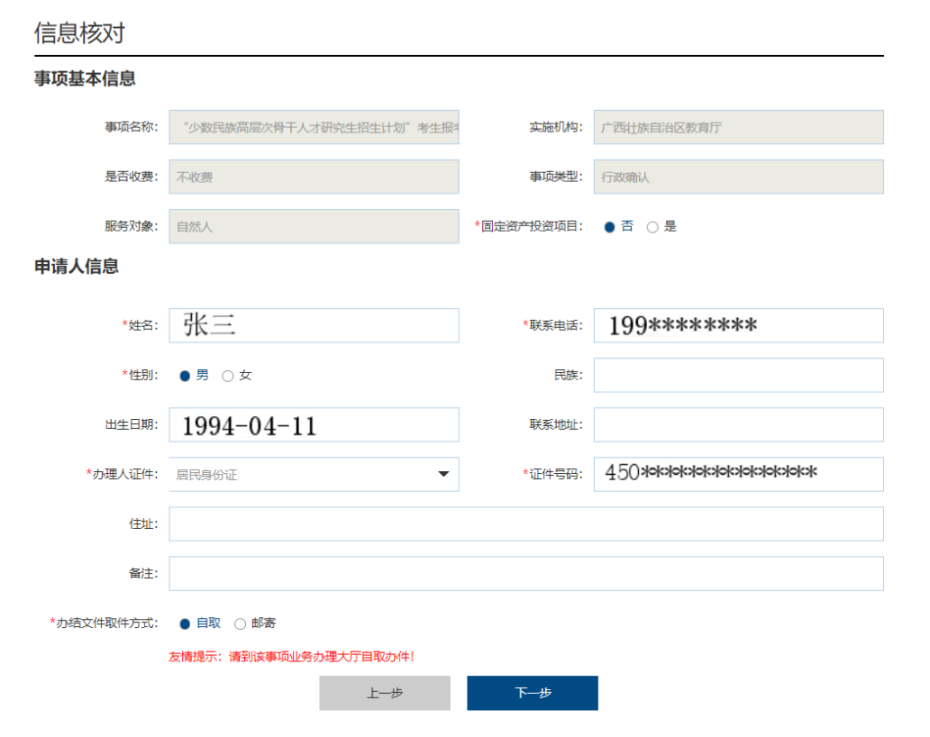 信息核对
事项基本信息
事项名称: “少数民族高层次骨干人才研究生招生计划”考生报 实施机构: 广西壮族自治区教育厅
是否收费: 不收费 事项类型: 行政确认
服务对象: 自然人 *固定资产投资项目: 否 是
申请人信息
*姓名: 张三 *联系电话: 199********
*性别: 男 女 民族:
出生日期: 1994-04-11 联系地址:
*办理人证件: 居民身份证 *证件号码: 450***************
住址:
备注:
*办结文件取件方式: 自取 邮寄
友情提示: 请到该事项业务办理大厅自取办件!
上一步 下一步